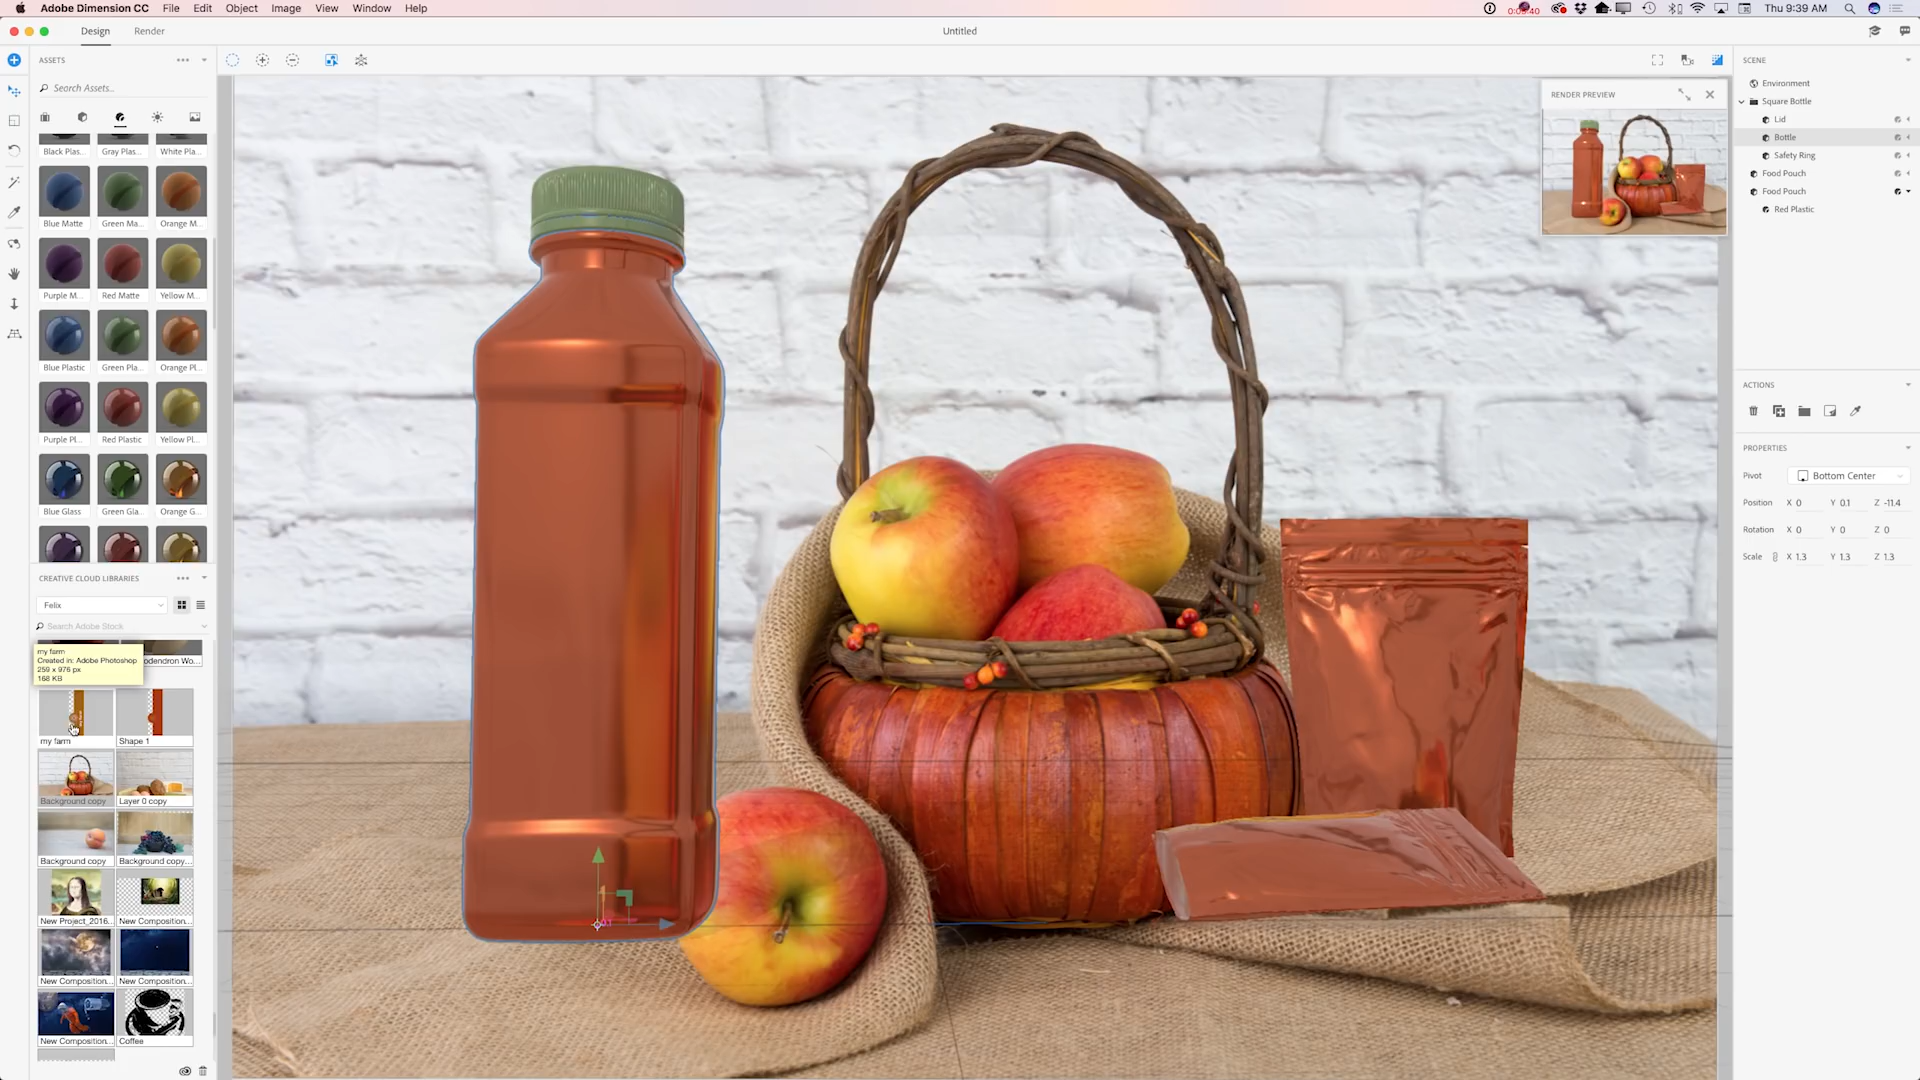 Adobe Dimension CC File Edit Object Image View Window Help
Thu 9:39 AM
Design Render
Untitled
ASSETS
Search Assets...
Black Plas... Gray Plas... White Pla...
Blue Matte Green Ma... Orange M...
Purple M... Red Matte Yellow M...
Blue Plastic Green Pla... Orange Pl...
Purple Pl... Red Plastic Yellow Pl...
Blue Glass Green Gla... Orange G...
CREATIVE CLOUD LIBRARIES
Felix
Search Adobe Stock
odendron Wo...
my farm
Created in: Adobe Photoshop
259 x 976 px
168 KB
my farm Shape 1
Background copy Layer 0 copy
Background copy Background copy...
New Project_2016... New Composition...
New Composition... New Composition...
New Composition... Coffee
RENDER PREVIEW
SCENE
Environment
Square Bottle
Lid
Bottle
Safety Ring
Food Pouch
Food Pouch
Red Plastic
ACTIONS
PROPERTIES
Pivot Bottom Center
Position X 0 Y 0.1 Z -11.4
Rotation X 0 Y 0 Z 0
Scale X 1.3 Y 1.3 Z 1.3